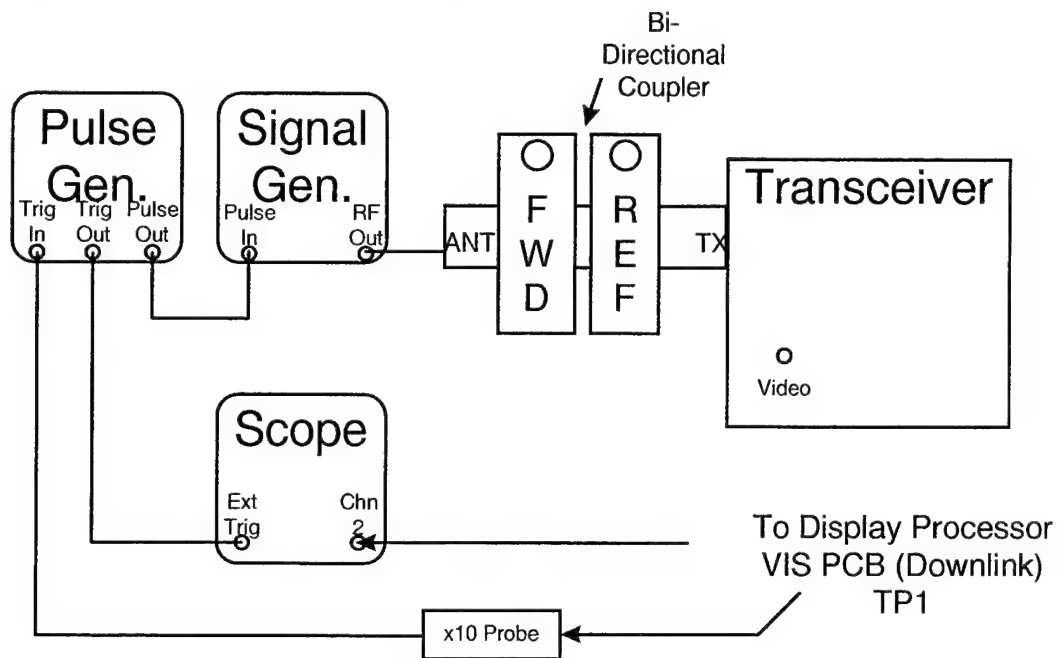 Bi-
Directional
Coupler
Pulse
Gen.
Trig
In
Trig
Out
Pulse
Out
Signal
Gen.
Pulse
In
RF
Out
ANT
F
W
D
R
E
F
TX
Transceiver
Video
Scope
Ext
Trig
Chn
2
To Display Processor
VIS PCB (Downlink)
TP1
x10 Probe